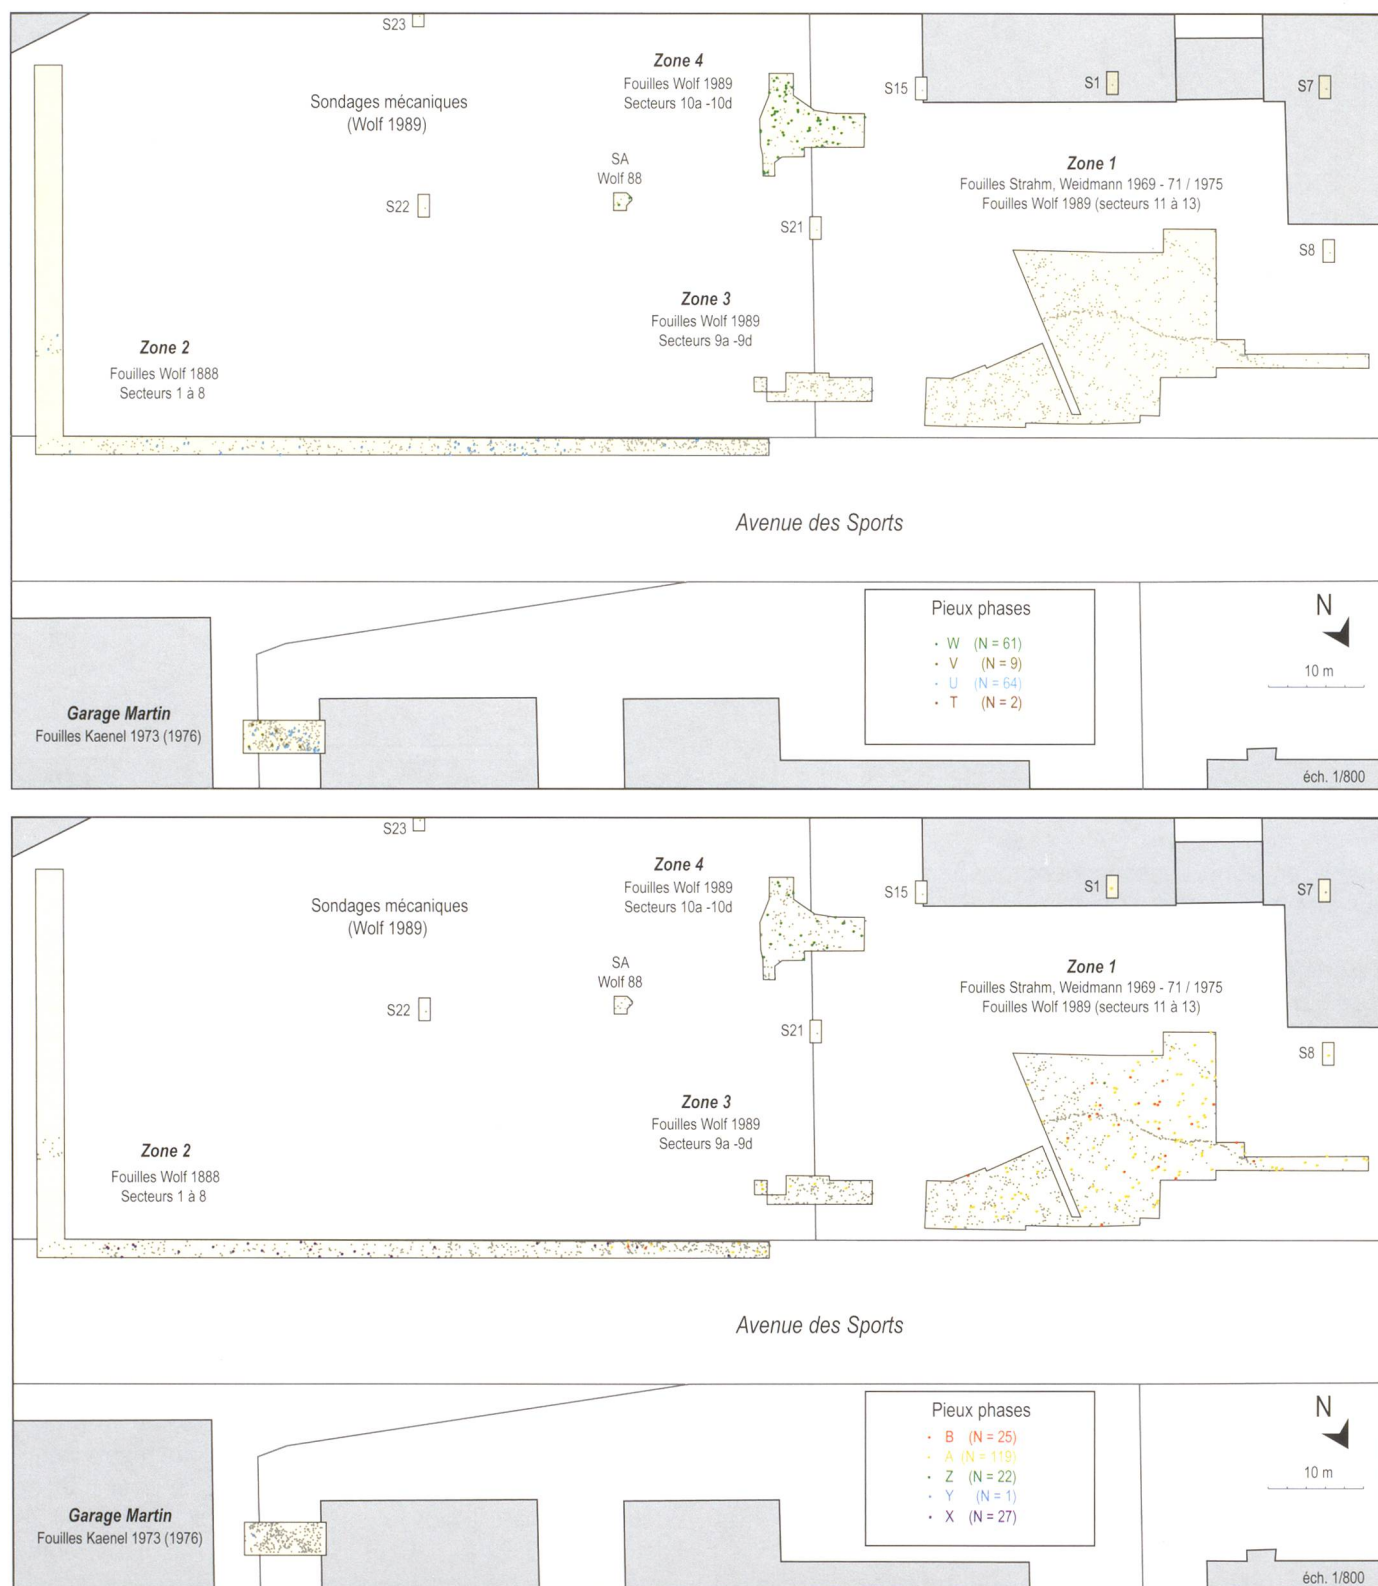 S23
Zone 4
Fouilles Wolf 1989
Secteurs 10a -10d
S15
S1
S7
Sondages mécaniques
(Wolf 1989)
SA
Wolf 88
Zone 1
Fouilles Strahm, Weidmann 1969 - 71 / 1975
Fouilles Wolf 1989 (secteurs 11 à 13)
S22
S21
S8
Zone 3
Fouilles Wolf 1989
Secteurs 9a -9d
Zone 2
Fouilles Wolf 1888
Secteurs 1 à 8
Avenue des Sports
Pieux phases
W (N = 61)
V (N = 9)
U (N = 64)
T (N = 2)
N
10 m
Garage Martin
Fouilles Kaenel 1973 (1976)
éch. 1/800
S23
Zone 4
Fouilles Wolf 1989
Secteurs 10a -10d
S15
S1
S7
Sondages mécaniques
(Wolf 1989)
SA
Wolf 88
Zone 1
Fouilles Strahm, Weidmann 1969 - 71 / 1975
Fouilles Wolf 1989 (secteurs 11 à 13)
S22
S21
S8
Zone 3
Fouilles Wolf 1989
Secteurs 9a -9d
Zone 2
Fouilles Wolf 1888
Secteurs 1 à 8
Avenue des Sports
Pieux phases
B (N = 25)
A (N = 119)
Z (N = 22)
Y (N = 1)
X (N = 27)
N
10 m
Garage Martin
Fouilles Kaenel 1973 (1976)
éch. 1/800